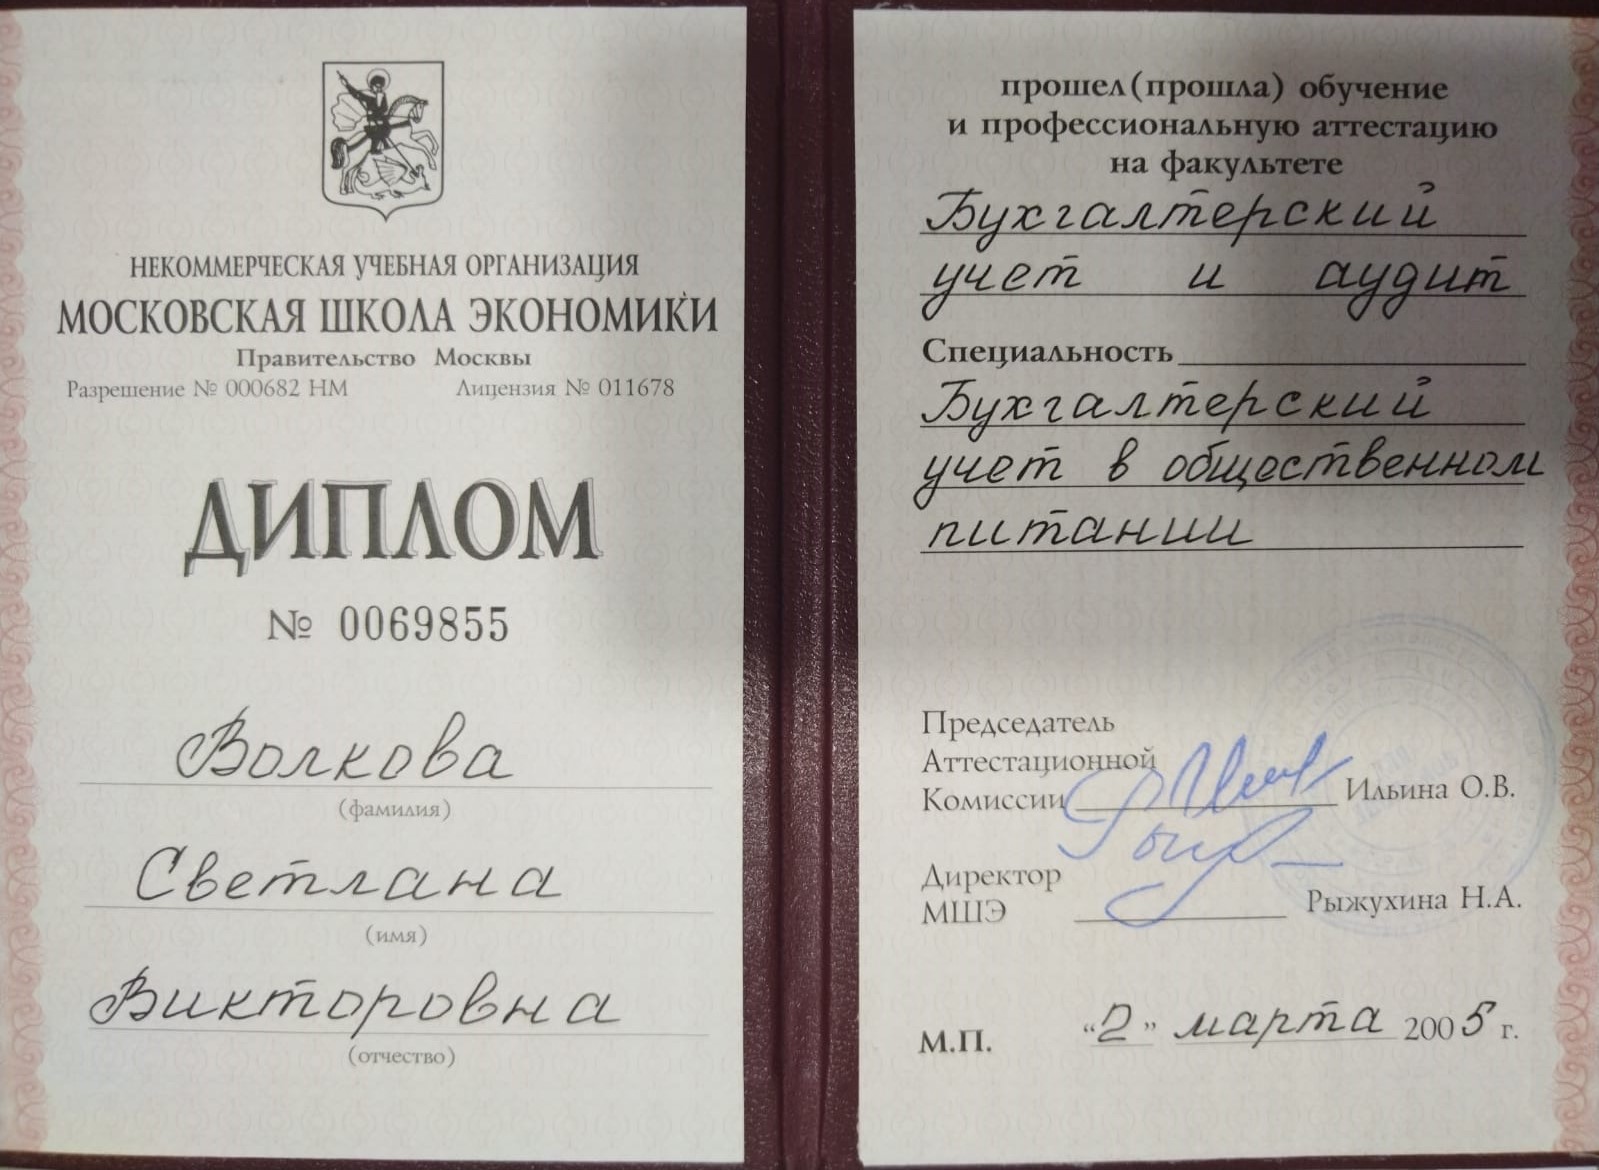 НЕКОММЕРЧЕСКАЯ УЧЕБНАЯ ОРГАНИЗАЦИЯ
МОСКОВСКАЯ ШКОЛА ЭКОНОМИКИ
Правительство Москвы
Разрешение № 000682 НМ Лицензия № 011678
ДИПЛОМ
№ 0069855
Волкова
(фамилия)
Светлана
(имя)
Викторовна
(отчество)
прошел(прошла) обучение
и профессиональную аттестацию
на факультете
Бухгалтерский
учет и аудит
Специальность
Бухгалтерский
учет в общественном
питании
Председатель
Аттестационной
Комиссии Ильина О.В.
Директор
МШЭ Рыжухина Н.А.
М.П. "2" марта 2005 г.